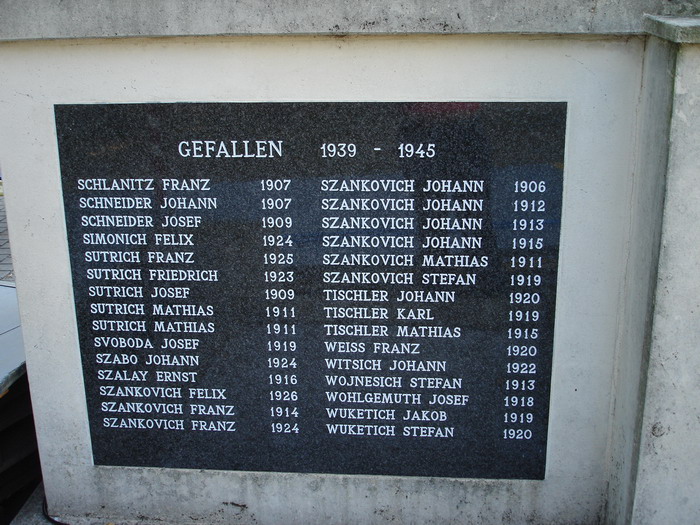 GEFALLEN 1939 - 1945
SCHLANITZ FRANZ 1907
SCHNEIDER JOHANN 1907
SCHNEIDER JOSEF 1909
SIMONICH FELIX 1924
SUTRICH FRANZ 1925
SUTRICH FRIEDRICH 1923
SUTRICH JOSEF 1909
SUTRICH MATHIAS 1911
SUTRICH MATHIAS 1911
SVOBODA JOSEF 1919
SZABO JOHANN 1924
SZALAY ERNST 1916
SZANKOVICH FELIX 1926
SZANKOVICH FRANZ 1914
SZANKOVICH FRANZ 1924
SZANKOVICH JOHANN 1906
SZANKOVICH JOHANN 1912
SZANKOVICH JOHANN 1913
SZANKOVICH JOHANN 1915
SZANKOVICH MATHIAS 1911
SZANKOVICH STEFAN 1919
TISCHLER JOHANN 1920
TISCHLER KARL 1919
TISCHLER MATHIAS 1915
WEISS FRANZ 1920
WITSICH JOHANN 1922
WOJNESICH STEFAN 1913
WOHLGEMUTH JOSEF 1918
WUKETICH JAKOB 1919
WUKETICH STEFAN 1920